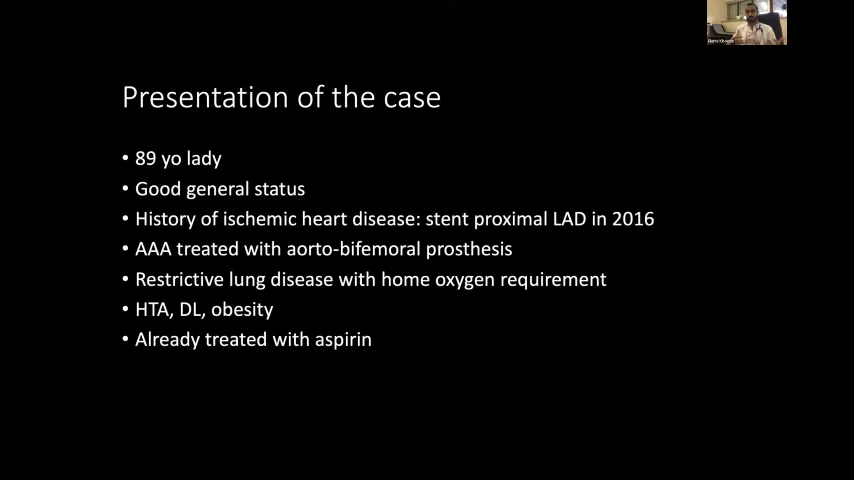 Presentation of the case
• 89 yo lady
• Good general status
• History of ischemic heart disease: stent proximal LAD in 2016
• AAA treated with aorto-bifemoral prosthesis
• Restrictive lung disease with home oxygen requirement
• HTA, DL, obesity
• Already treated with aspirin